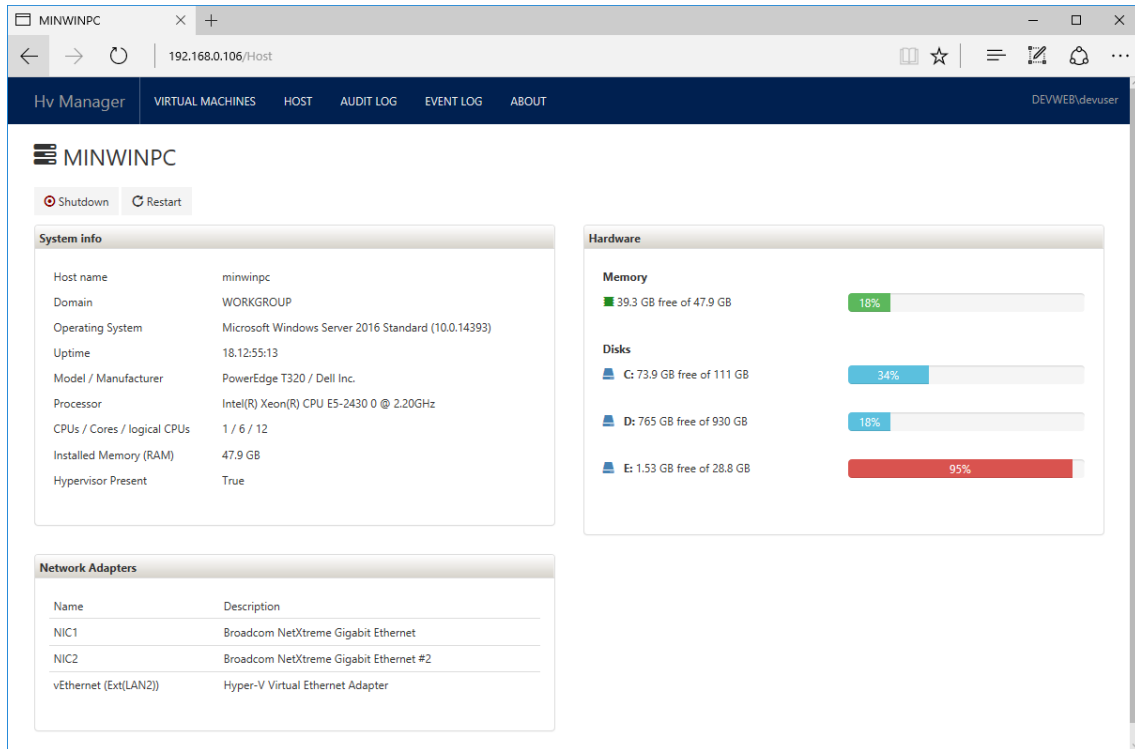 MINWINPC
192.168.0.106/Host
Hv Manager VIRTUAL MACHINES HOST AUDIT LOG EVENT LOG ABOUT DEVWEB\devuser
MINWINPC
Shutdown Restart
System info
Host name minwinpc
Domain WORKGROUP
Operating System Microsoft Windows Server 2016 Standard (10.0.14393)
Uptime 18.12:55:13
Model / Manufacturer PowerEdge T320 / Dell Inc.
Processor Intel(R) Xeon(R) CPU E5-2430 0 @ 2.20GHz
CPUs / Cores / logical CPUs 1 / 6 / 12
Installed Memory (RAM) 47.9 GB
Hypervisor Present True
Hardware
Memory
39.3 GB free of 47.9 GB 18%
Disks
C: 73.9 GB free of 111 GB 34%
D: 765 GB free of 930 GB 18%
E: 1.53 GB free of 28.8 GB 95%
Network Adapters
Name Description
NIC1 Broadcom NetXtreme Gigabit Ethernet
NIC2 Broadcom NetXtreme Gigabit Ethernet #2
vEthernet (Ext(LAN2)) Hyper-V Virtual Ethernet Adapter